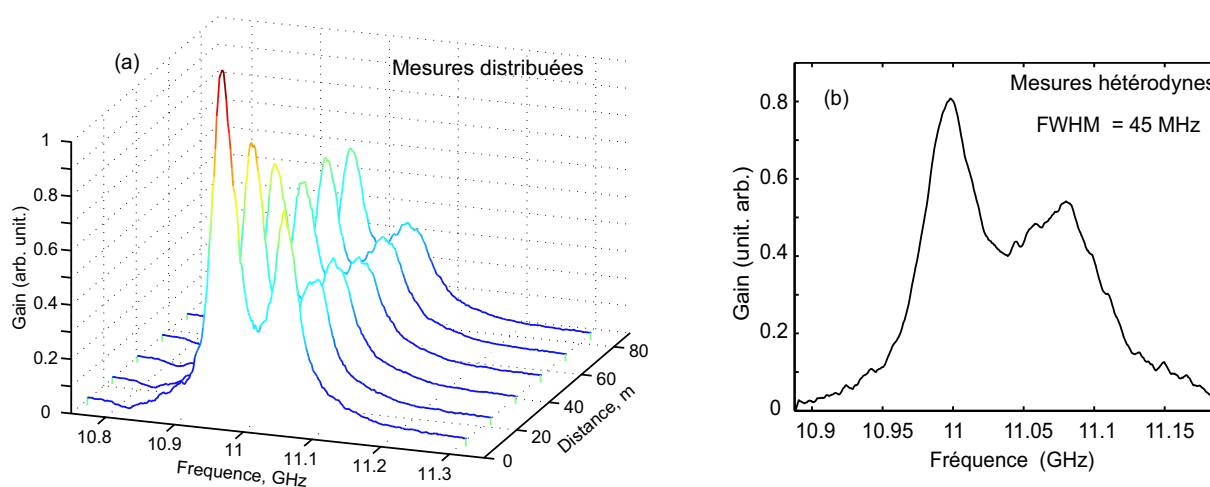 (a)
Mesures distribuées
Gain (arb. unit.)
1
0.8
0.6
0.4
0.2
0
10.8
10.9
11
11.1
11.2
11.3
Frequence, GHz
0
20
40
60
80
Distance, m
(b)
Mesures hétérodynes
FWHM = 45 MHz
Gain (unit. arb.)
0.8
0.6
0.4
0.2
0
10.9
10.95
11
11.05
11.1
11.15
Fréquence (GHz)